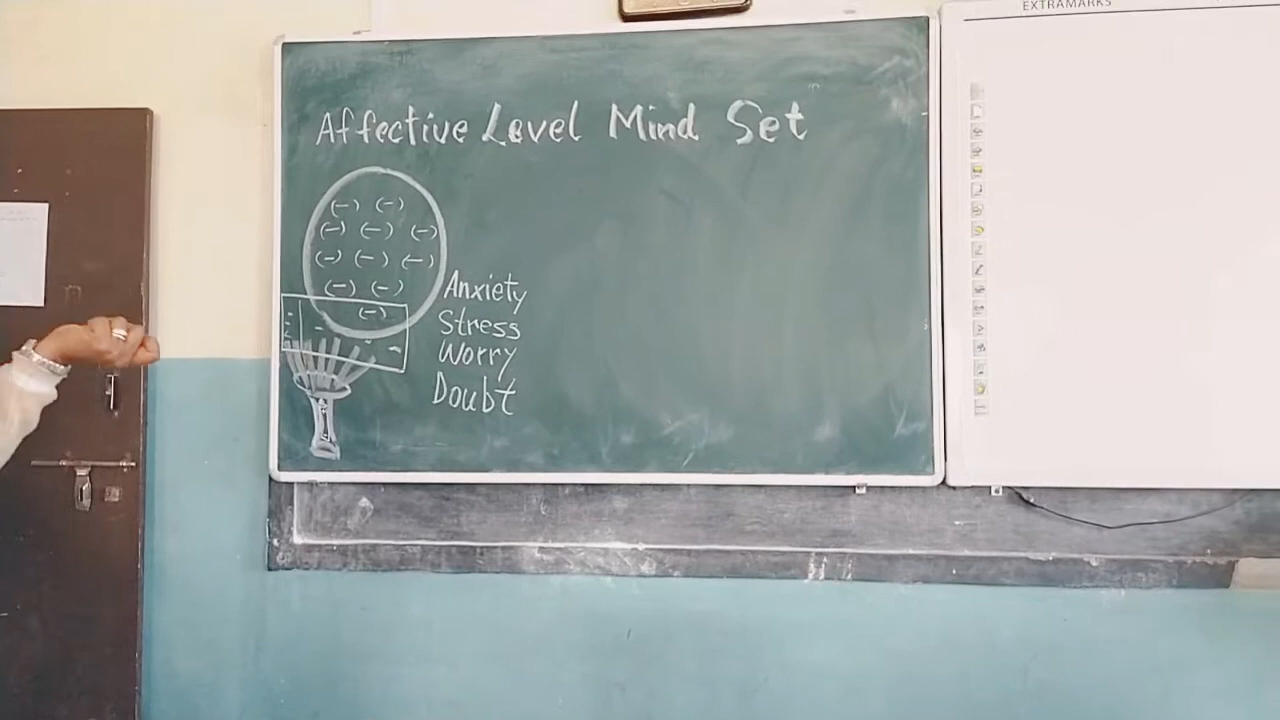 EXTRAMARKS
Affective Level Mind Set
(-) (-)
(-) (-) (-)
(-) (-) (-)
(-) (-)
(-)
Anxiety
Stress
Worry
Doubt